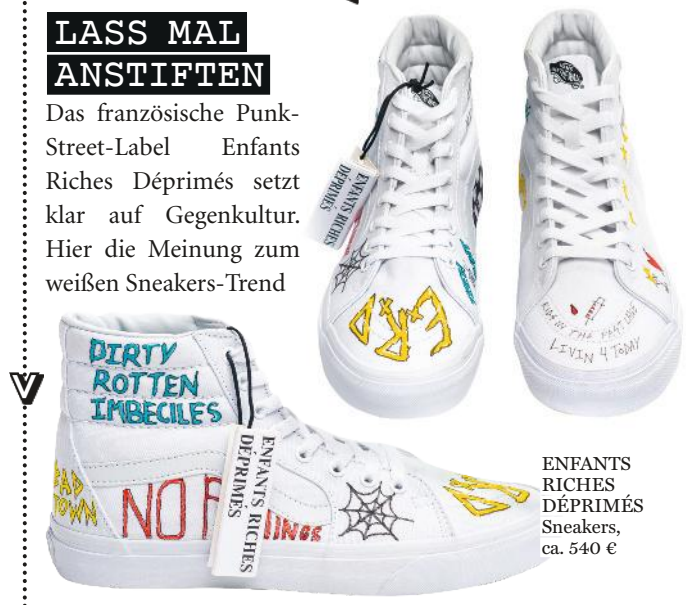 LASS MAL
ANSTIFTEN
Das französische Punk-
Street-Label Enfants
Riches Déprimés setzt
klar auf Gegenkultur.
Hier die Meinung zum
weißen Sneakers-Trend
ENFANTS RICHES
DÉPRIMÉS
E.R.D
LIVIN 4 TODAY
V
DIRTY
ROTTEN
IMBECILES
TOWN
NO
ENFANTS RICHES
DÉPRIMÉS
ENFANTS
RICHES
DÉPRIMÉS
Sneakers,
ca. 540 €